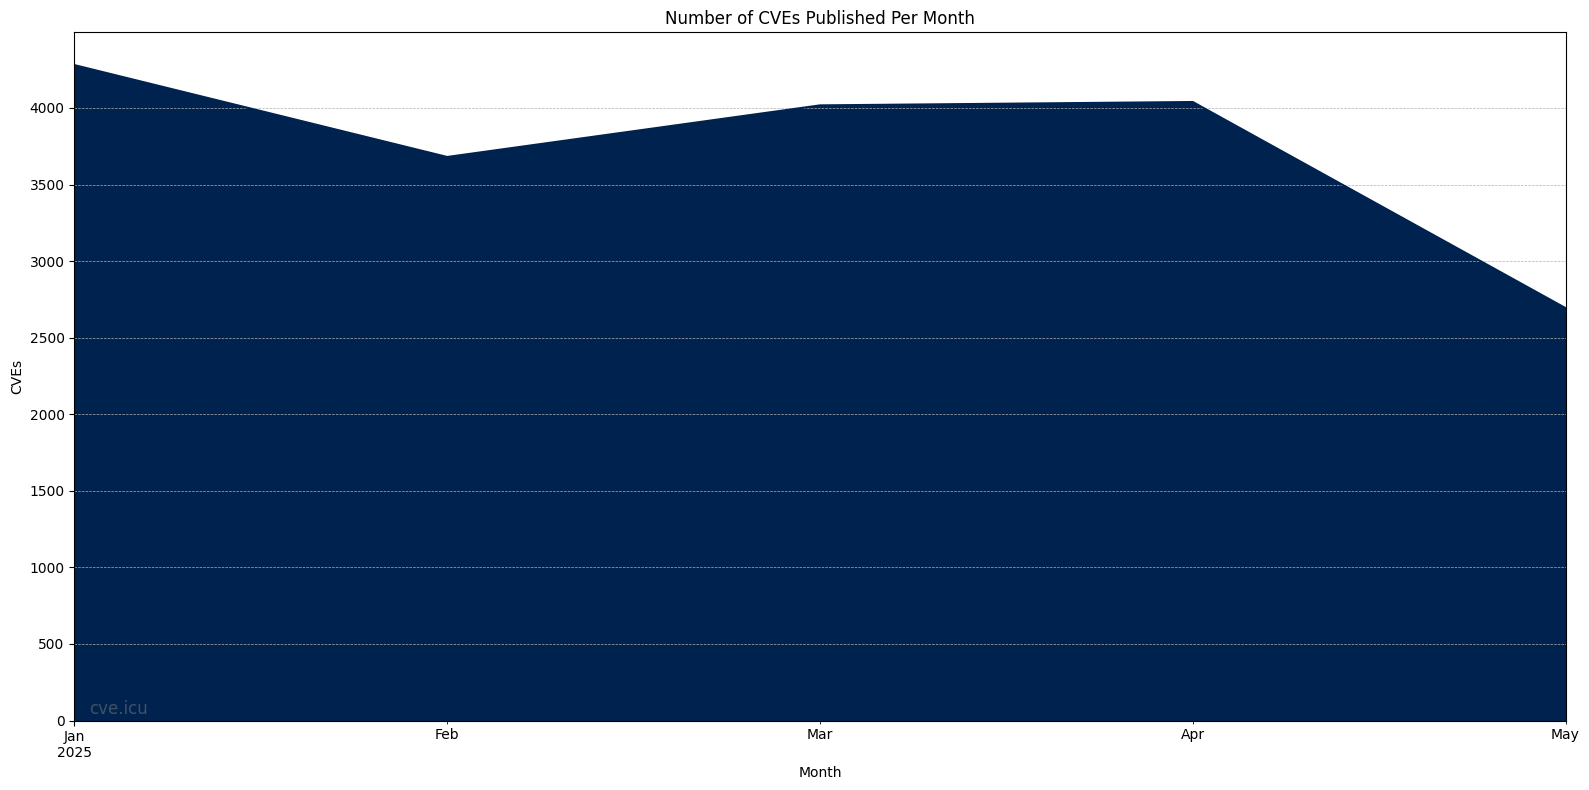 Number of CVEs Published Per Month
CVEs
4000
3500
3000
2500
2000
1500
1000
500
0
cve.icu
Jan
2025
Feb
Mar
Apr
May
Month